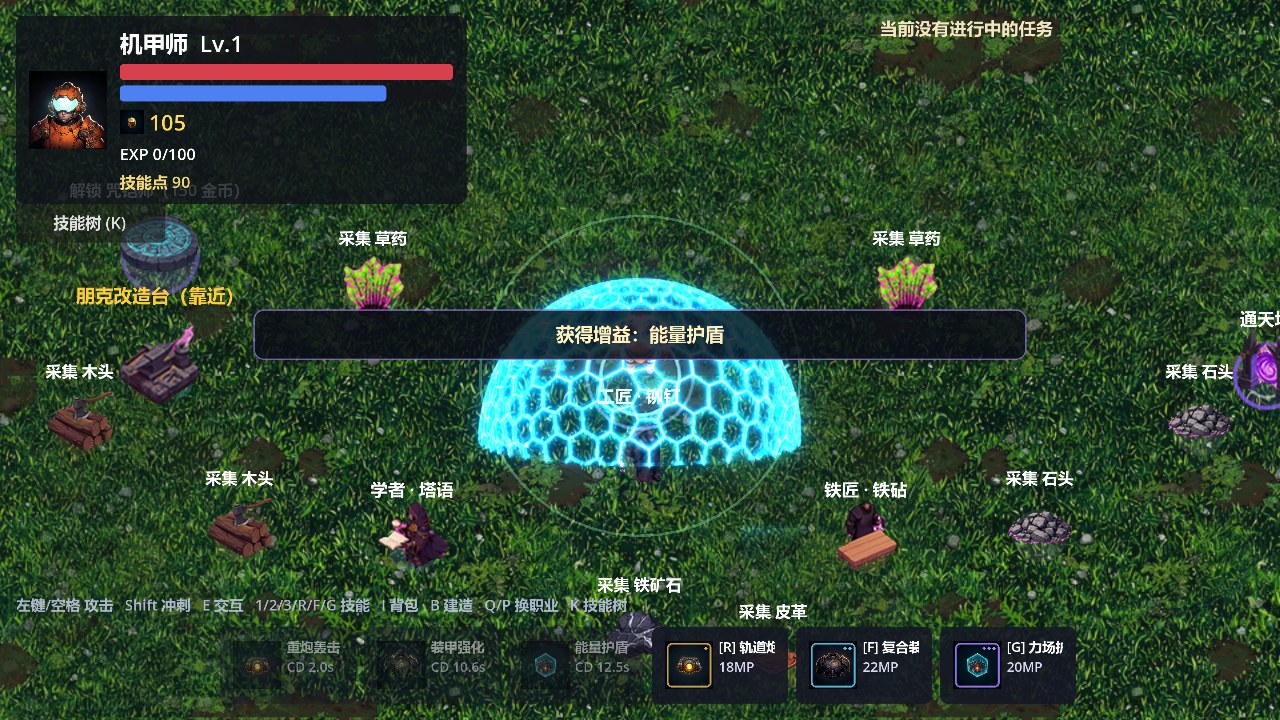 机甲师 Lv.1
当前没有进行中的任务
105
EXP 0/100
技能点 90
技能树 (K)
采集 草药
采集 草药
朋克改造台（靠近）
获得增益：能量护盾
采集 木头
采集 石头
工匠
采集 木头
学者 · 塔语
铁匠 · 铁砧
采集 石头
采集 铁矿石
左键/空格 攻击 Shift 冲刺 E 交互 1/2/3/R/F/G 技能 I 背包 B 建造 Q/P 换职业 K 技能树
采集 皮革
重炮轰击
CD 2.0s
装甲强化
CD 10.6s
能量护盾
CD 12.5s
[R] 轨道炮
18MP
[F] 复合装
22MP
[G] 力场
20MP